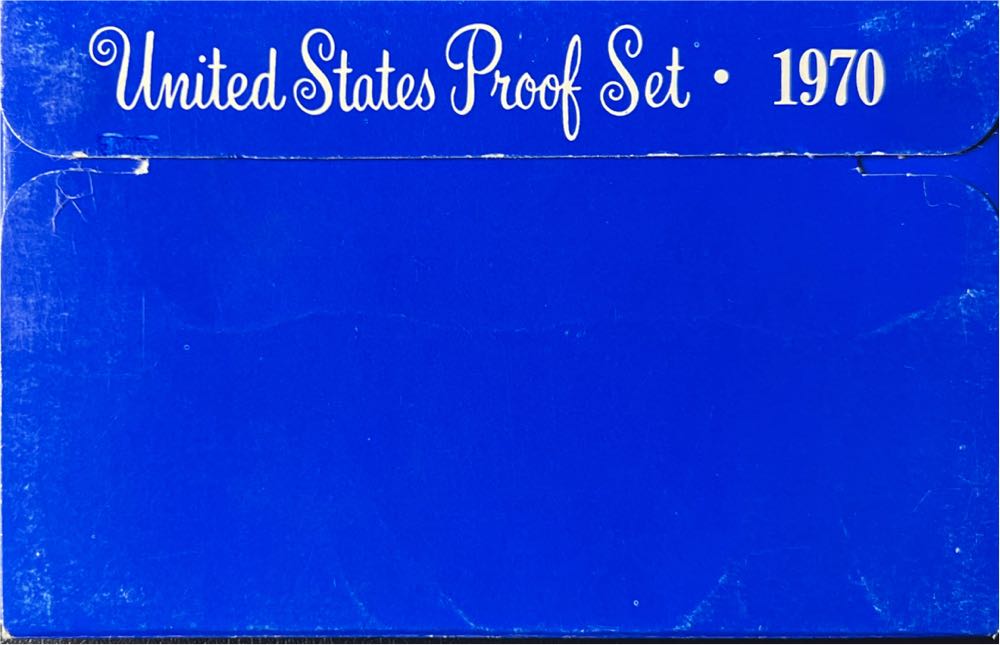 United States Proof Set • 1970